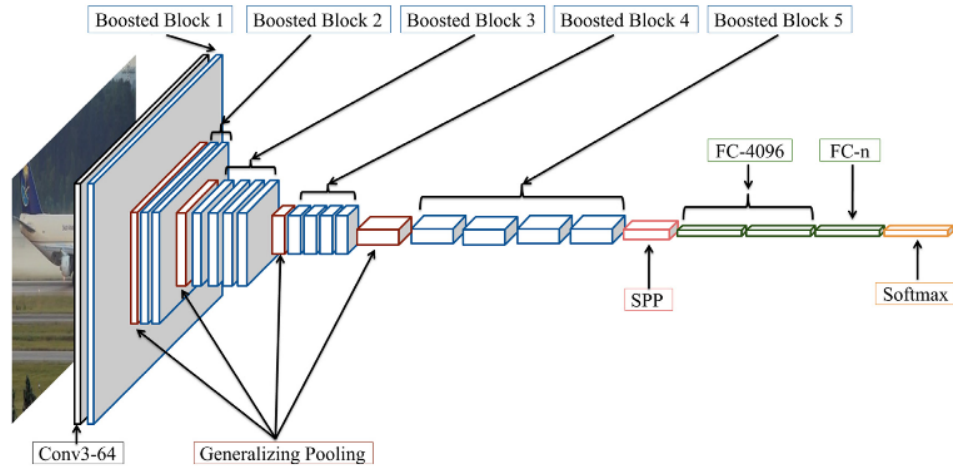 Boosted Block 1
Boosted Block 2
Boosted Block 3
Boosted Block 4
Boosted Block 5
FC-4096
FC-n
SPP
Softmax
Conv3-64
Generalizing Pooling